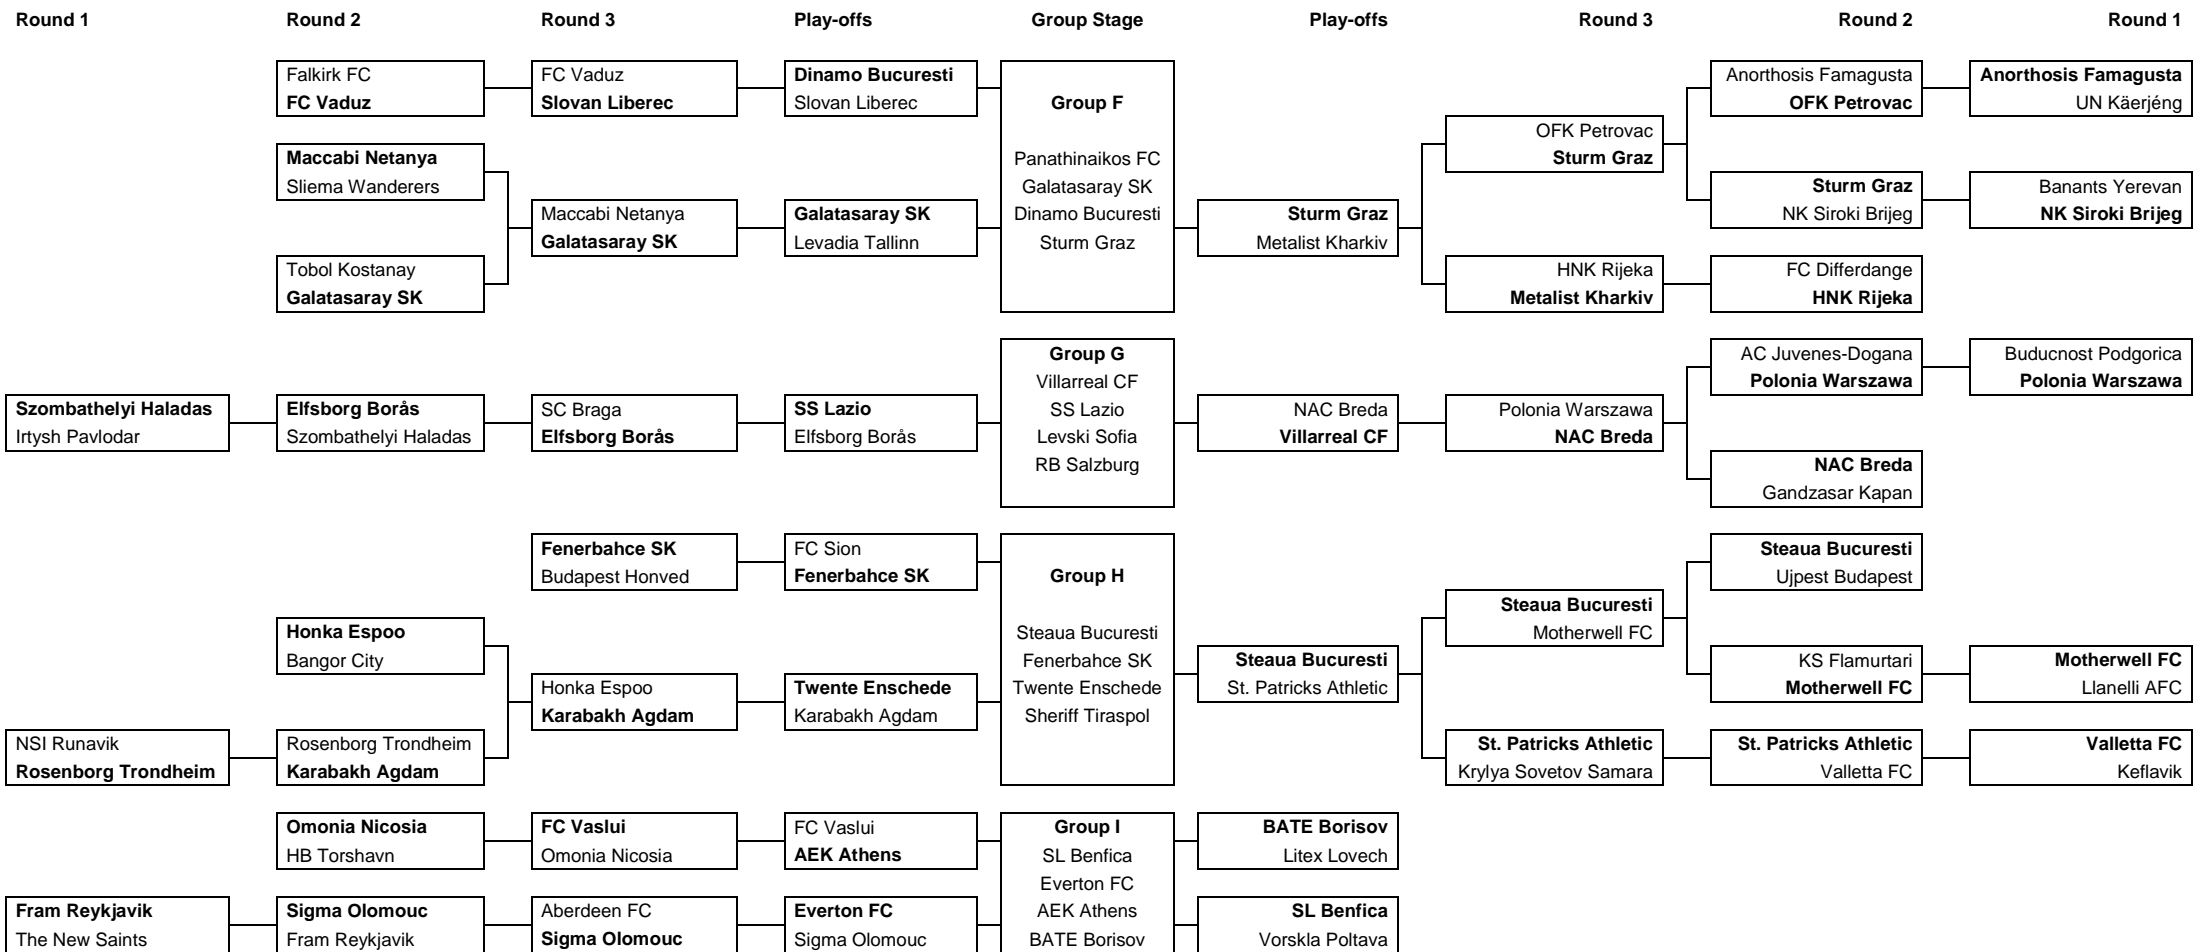 Round 1
Round 2
Round 3
Play-offs
Group Stage
Play-offs
Round 3
Round 2
Round 1
Falkirk FC
FC Vaduz
FC Vaduz
Slovan Liberec
Dinamo Bucuresti
Slovan Liberec
Maccabi Netanya
Sliema Wanderers
Tobol Kostanay
Galatasaray SK
Maccabi Netanya
Galatasaray SK
Galatasaray SK
Levadia Tallinn
Group F
Panathinaikos FC
Galatasaray SK
Dinamo Bucuresti
Sturm Graz
Sturm Graz
Metalist Kharkiv
OFK Petrovac
Sturm Graz
HNK Rijeka
Metalist Kharkiv
Anorthosis Famagusta
OFK Petrovac
Sturm Graz
NK Siroki Brijeg
FC Differdange
HNK Rijeka
Anorthosis Famagusta
UN Käerjéng
Banants Yerevan
NK Siroki Brijeg
Szombathelyi Haladas
Irtysh Pavlodar
Elfsborg Borås
Szombathelyi Haladas
SC Braga
Elfsborg Borås
SS Lazio
Elfsborg Borås
Group G
Villarreal CF
SS Lazio
Levski Sofia
RB Salzburg
NAC Breda
Villarreal CF
Polonia Warszawa
NAC Breda
AC Juvenes-Dogana
Polonia Warszawa
NAC Breda
Gandzasar Kapan
Buducnost Podgorica
Polonia Warszawa
Fenerbahce SK
Budapest Honved
FC Sion
Fenerbahce SK
Honka Espoo
Bangor City
NSI Runavik
Rosenborg Trondheim
Rosenborg Trondheim
Karabakh Agdam
Honka Espoo
Karabakh Agdam
Twente Enschede
Karabakh Agdam
Group H
Steaua Bucuresti
Fenerbahce SK
Twente Enschede
Sheriff Tiraspol
Steaua Bucuresti
St. Patricks Athletic
Steaua Bucuresti
Motherwell FC
St. Patricks Athletic
Krylya Sovetov Samara
Steaua Bucuresti
Ujpest Budapest
KS Flamurtari
Motherwell FC
St. Patricks Athletic
Valletta FC
Motherwell FC
Llanelli AFC
Valletta FC
Keflavik
Omonia Nicosia
HB Torshavn
FC Vaslui
Omonia Nicosia
FC Vaslui
AEK Athens
Fram Reykjavik
The New Saints
Sigma Olomouc
Fram Reykjavik
Aberdeen FC
Sigma Olomouc
Everton FC
Sigma Olomouc
Group I
SL Benfica
Everton FC
AEK Athens
BATE Borisov
BATE Borisov
Litex Lovech
SL Benfica
Vorskla Poltava